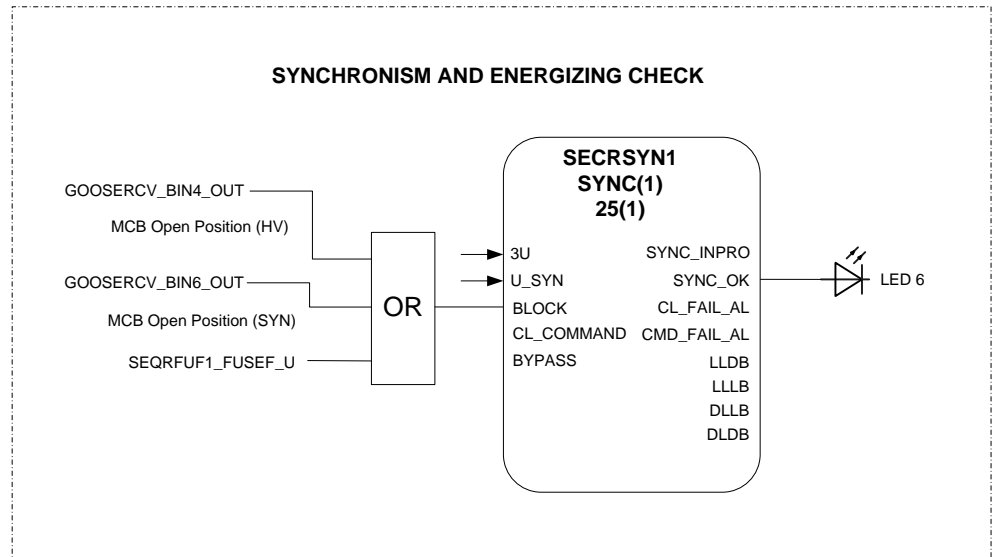 SYNCHRONISM AND ENERGIZING CHECK
GOOSERCV_BIN4_OUT
MCB Open Position (HV)
GOOSERCV_BIN6_OUT
MCB Open Position (SYN)
SEQRFUF1_FUSEF_U
OR
SECRSYN1
SYNC(1)
25(1)
3U
U_SYN
BLOCK
CL_COMMAND
BYPASS
SYNC_INPRO
SYNC_OK
CL_FAIL_AL
CMD_FAIL_AL
LLDB
LLLB
DLLB
DLDB
LED 6